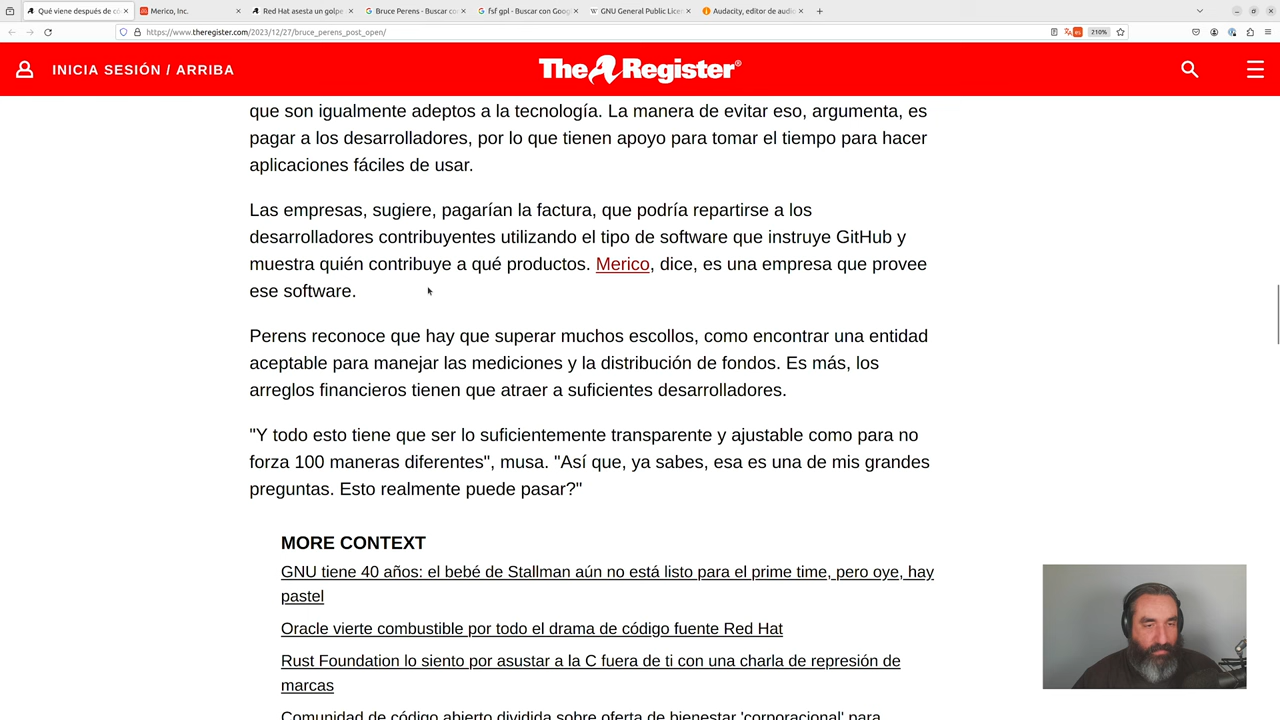 Qué viene después de có
Merico, Inc.
Red Hat asesta un golpe
Bruce Perens - Buscar co
fsf gpl - Buscar con Goog
GNU General Public Licen
Audacity, editor de audio
https://www.theregister.com/2023/12/27/bruce_perens_post_open/
210%
INICIA SESIÓN / ARRIBA
The Register®
que son igualmente adeptos a la tecnología. La manera de evitar eso, argumenta, es
pagar a los desarrolladores, por lo que tienen apoyo para tomar el tiempo para hacer
aplicaciones fáciles de usar.
Las empresas, sugiere, pagarían la factura, que podría repartirse a los
desarrolladores contribuyentes utilizando el tipo de software que instruye GitHub y
muestra quién contribuye a qué productos. Merico, dice, es una empresa que provee
ese software.
Perens reconoce que hay que superar muchos escollos, como encontrar una entidad
aceptable para manejar las mediciones y la distribución de fondos. Es más, los
arreglos financieros tienen que atraer a suficientes desarrolladores.
"Y todo esto tiene que ser lo suficientemente transparente y ajustable como para no
forza 100 maneras diferentes", musa. "Así que, ya sabes, esa es una de mis grandes
preguntas. Esto realmente puede pasar?"
MORE CONTEXT
GNU tiene 40 años: el bebé de Stallman aún no está listo para el prime time, pero oye, hay
pastel
Oracle vierte combustible por todo el drama de código fuente Red Hat
Rust Foundation lo siento por asustar a la C fuera de ti con una charla de represión de
marcas
Comunidad de código abierto dividida sobre oferta de bienestar 'corporacional' para